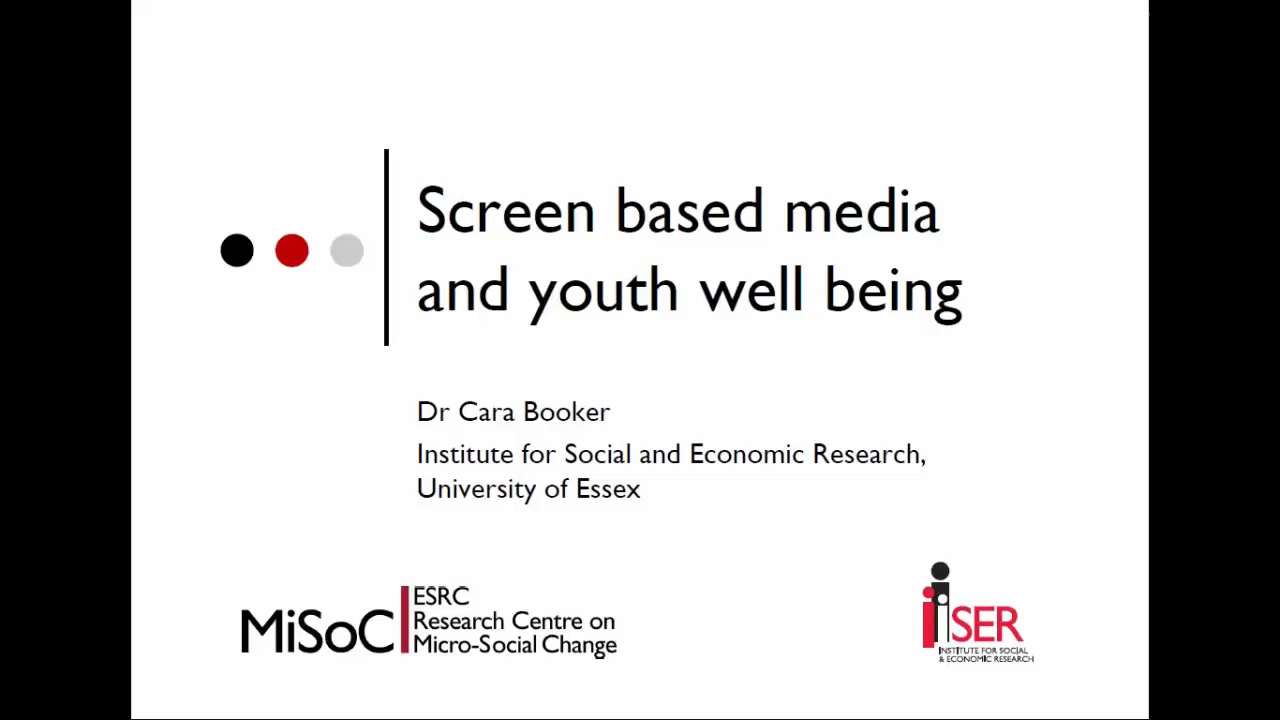 Screen based media
and youth well being
Dr Cara Booker
Institute for Social and Economic Research,
University of Essex
MiSoC
ESRC
Research Centre on
Micro-Social Change
iSER
INSTITUTE FOR SOCIAL
& ECONOMIC RESEARCH